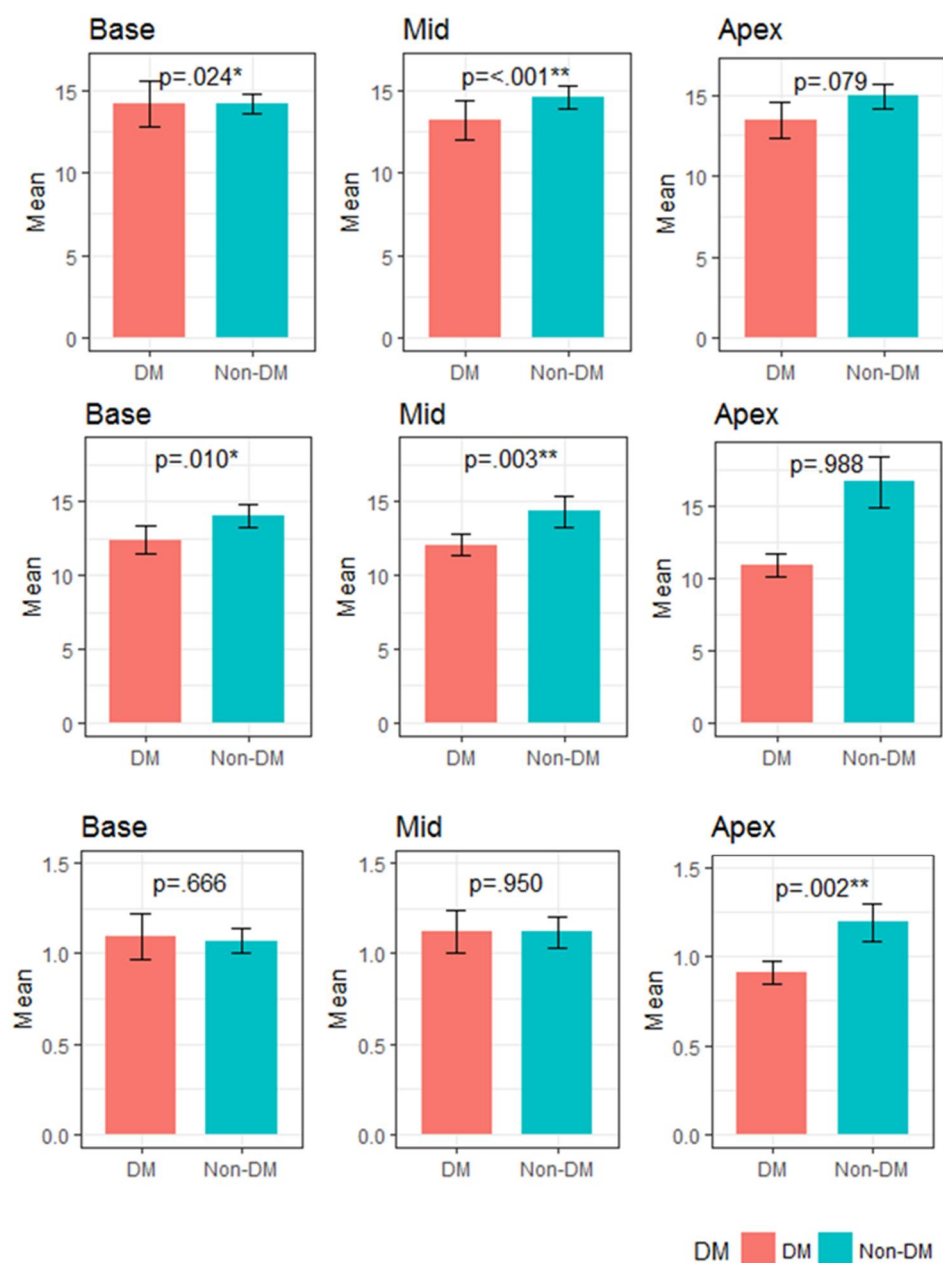 Base
Mid
Apex
p=.024*
p=<.001**
p=.079
Mean
15
10
5
0
Mean
15
10
5
0
Mean
15
10
5
0
DM Non-DM
DM Non-DM
DM Non-DM
Base
Mid
Apex
p=.010*
p=.003**
p=.988
Mean
15
10
5
0
Mean
15
10
5
0
Mean
15
10
5
0
DM Non-DM
DM Non-DM
DM Non-DM
Base
Mid
Apex
p=.666
p=.950
p=.002**
Mean
1.5
1.0
0.5
0.0
Mean
1.5
1.0
0.5
0.0
Mean
1.5
1.0
0.5
0.0
DM Non-DM
DM Non-DM
DM Non-DM
DM DM Non-DM